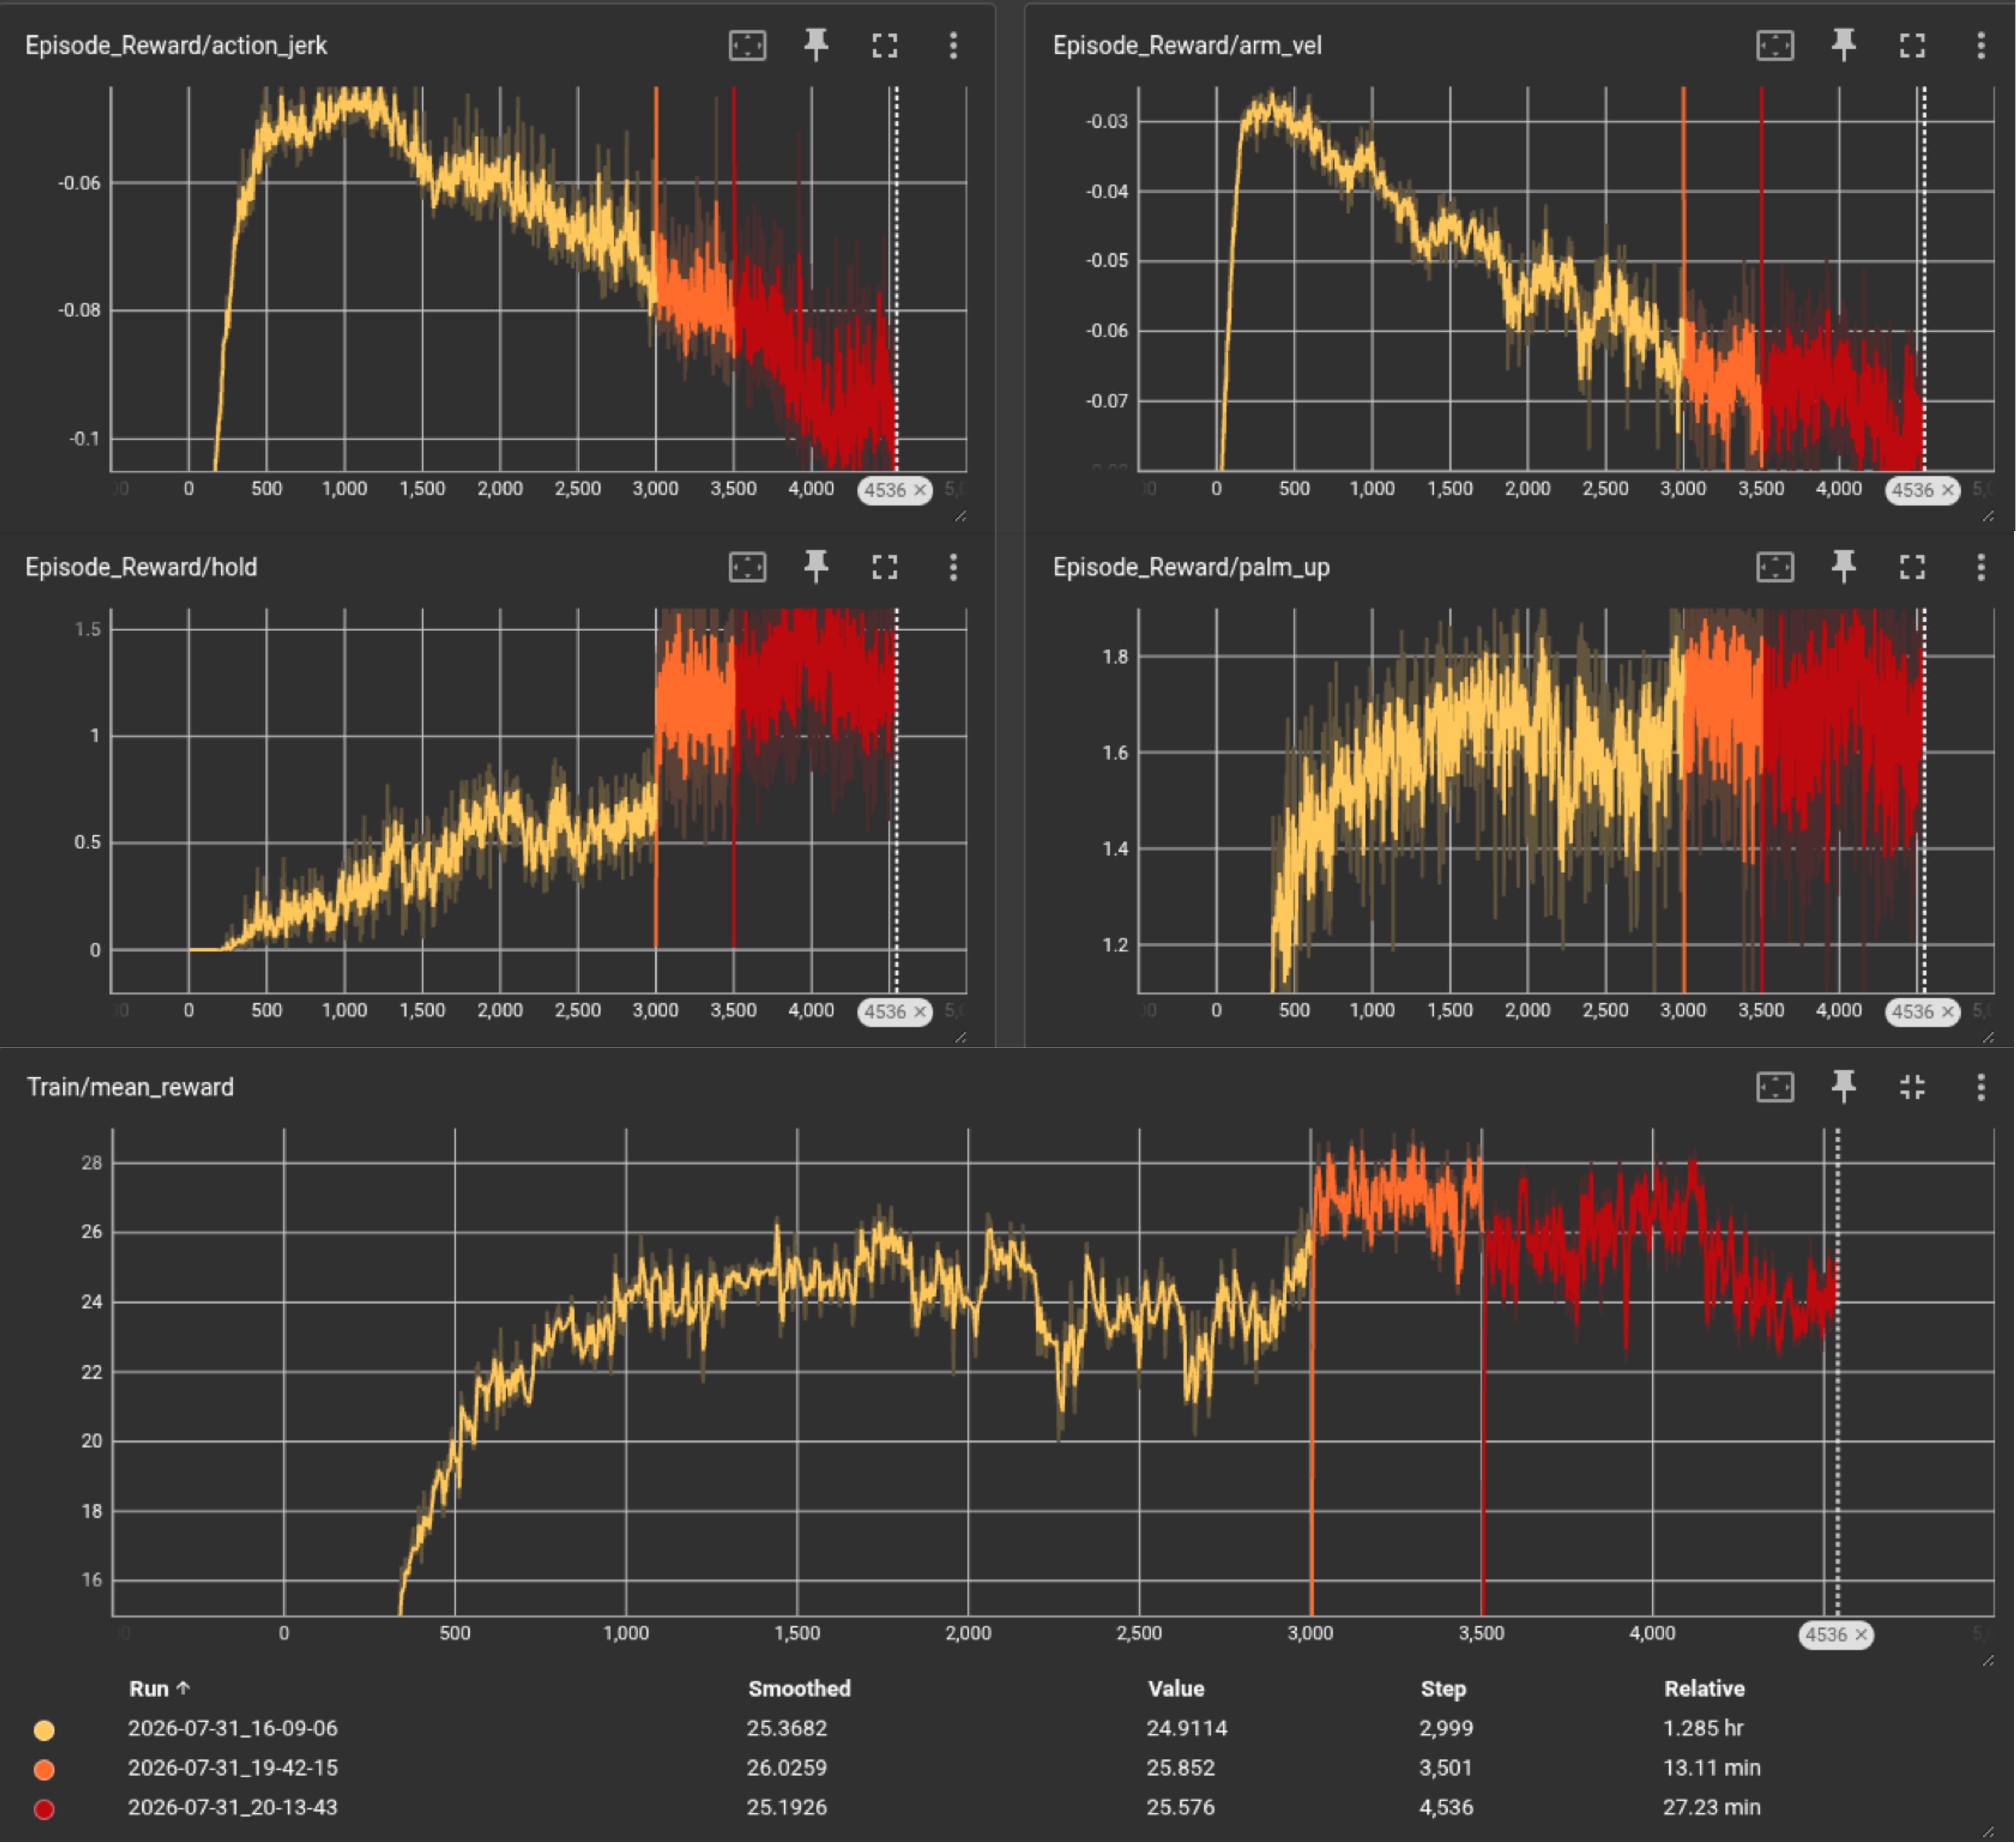 Episode_Reward/action_jerk
-0.06
-0.08
-0.1
0 500 1,000 1,500 2,000 2,500 3,000 3,500 4,000 4536 ×
Episode_Reward/arm_vel
-0.03
-0.04
-0.05
-0.06
-0.07
0 500 1,000 1,500 2,000 2,500 3,000 3,500 4,000 4536 ×
Episode_Reward/hold
1.5
1
0.5
0
0 500 1,000 1,500 2,000 2,500 3,000 3,500 4,000 4536 ×
Episode_Reward/palm_up
1.8
1.6
1.4
1.2
0 500 1,000 1,500 2,000 2,500 3,000 3,500 4,000 4536 ×
Train/mean_reward
28
26
24
22
20
18
16
0 500 1,000 1,500 2,000 2,500 3,000 3,500 4,000 4536 ×
Run ↑ Smoothed Value Step Relative
2026-07-31_16-09-06 25.3682 24.9114 2,999 1.285 hr
2026-07-31_19-42-15 26.0259 25.852 3,501 13.11 min
2026-07-31_20-13-43 25.1926 25.576 4,536 27.23 min